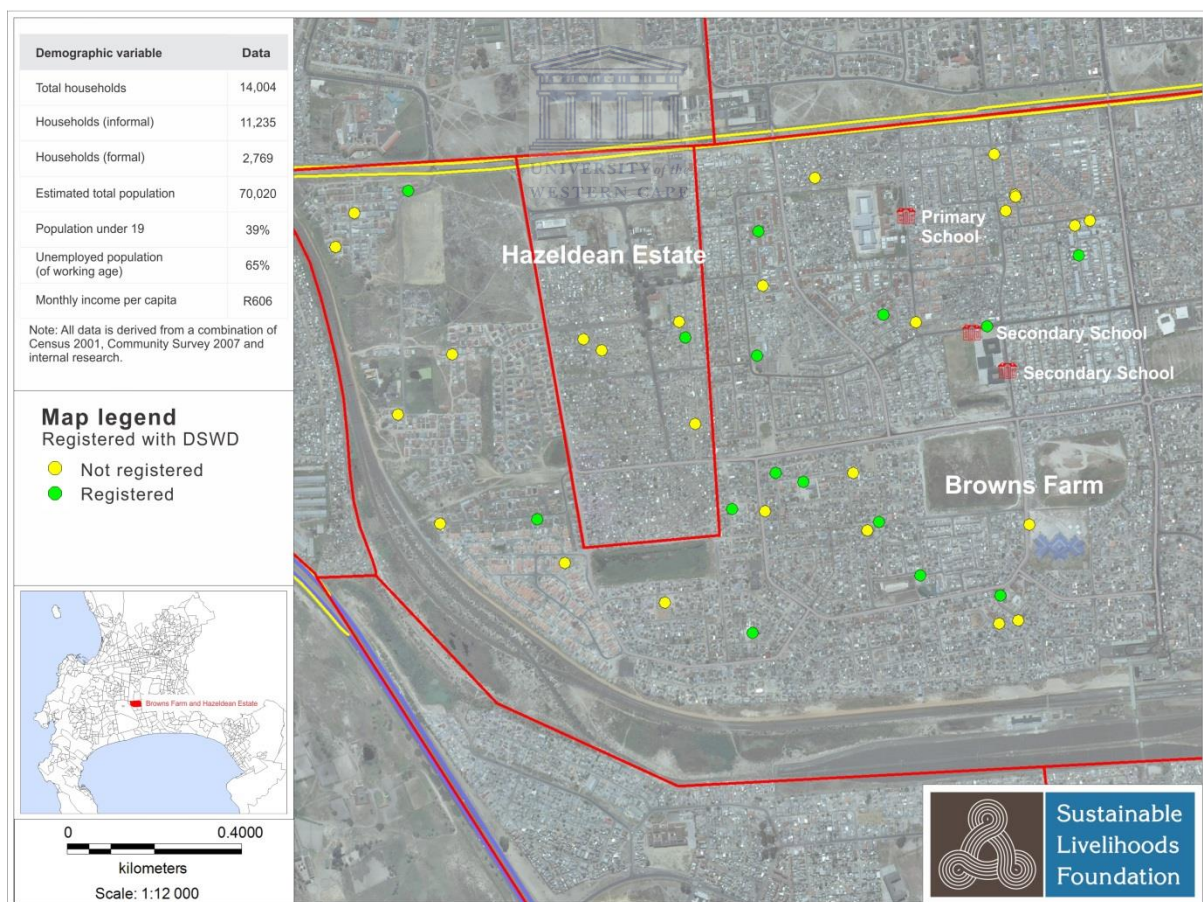 Demographic variable Data
Total households 14,004
Households (informal) 11,235
Households (formal) 2,769
Estimated total population 70,020
Population under 19 39%
Unemployed population
(of working age) 65%
Monthly income per capita R606
Note: All data is derived from a combination of
Census 2001, Community Survey 2007 and
internal research.
Map legend
Registered with DSWD
Not registered
Registered
Browns Farm and Hazeldean Estate
0 0.4000
kilometers
Scale: 1:12 000
UNIVERSITY of the
WESTERN CAPE
Hazeldean Estate
Primary
School
Secondary School
Secondary School
Browns Farm
Sustainable
Livelihoods
Foundation